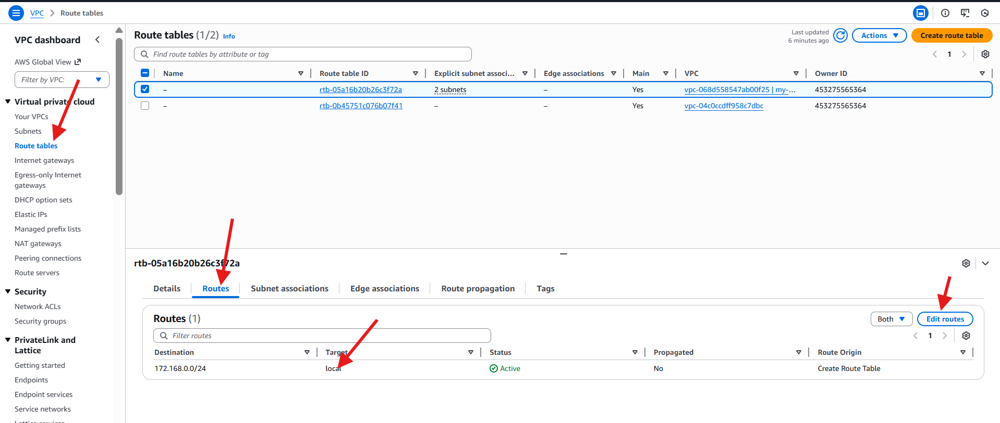 VPC > Route tables
VPC dashboard
AWS Global View
Filter by VPC:
Virtual private cloud
Your VPCs
Subnets
Route tables
Internet gateways
Egress-only Internet
gateways
DHCP option sets
Elastic IPs
Managed prefix lists
NAT gateways
Peering connections
Route servers
Security
Network ACLs
Security groups
PrivateLink and
Lattice
Getting started
Endpoints
Endpoint services
Service networks
Lattice services
Route tables (1/2) Info
Last updated
6 minutes ago
Actions
Create route table
Find route tables by attribute or tag
1
Name Route table ID Explicit subnet associ... Edge associations Main VPC Owner ID
– rtb-05a16b20b26c3f72a 2 subnets – Yes vpc-068d558547ab00f25 | my-... 453275565364
– rtb-0b45751c076b07f41 – – Yes vpc-04c0ccdff958c7dbc 453275565364
rtb-05a16b20b26c3f72a
Details Routes Subnet associations Edge associations Route propagation Tags
Routes (1)
Both Edit routes
Filter routes
1
Destination Target Status Propagated Route Origin
172.168.0.0/24 local Active No Create Route Table